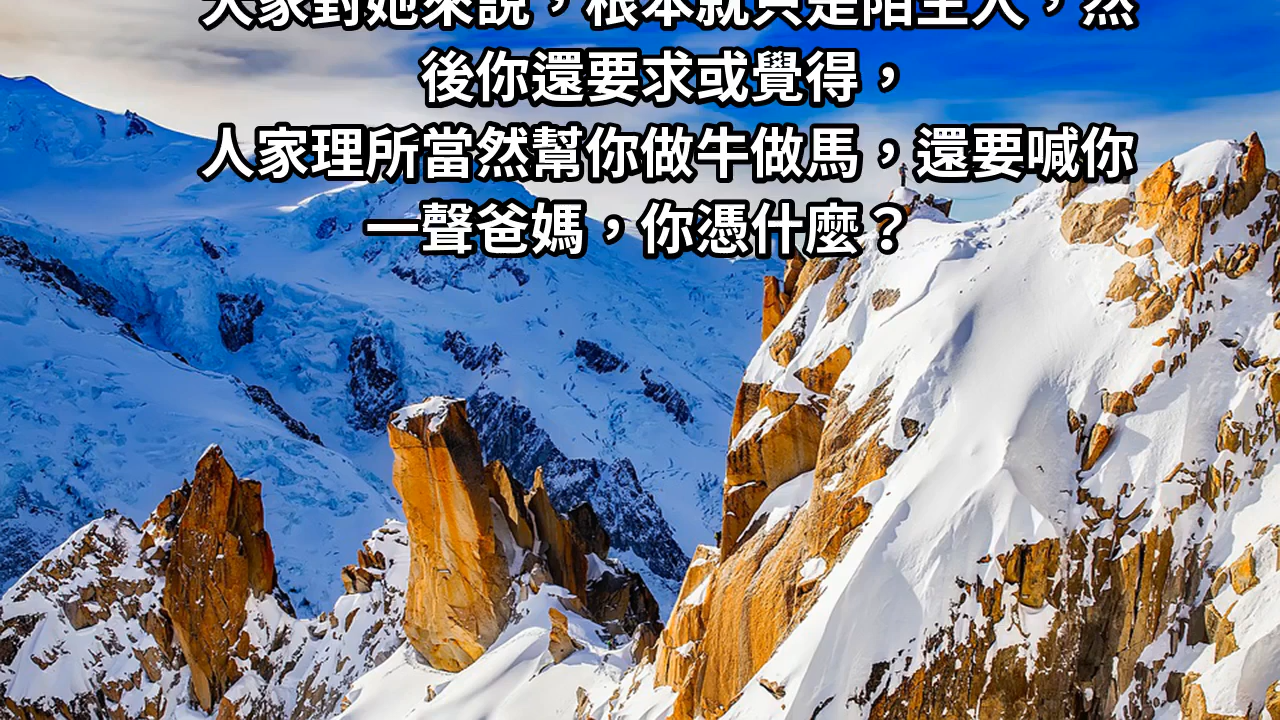 大家對她來說，根本就只是陌生人，然
後你還要求或覺得，
人家理所當然幫你做牛做馬，還要喊你
一聲爸媽，你憑什麼？